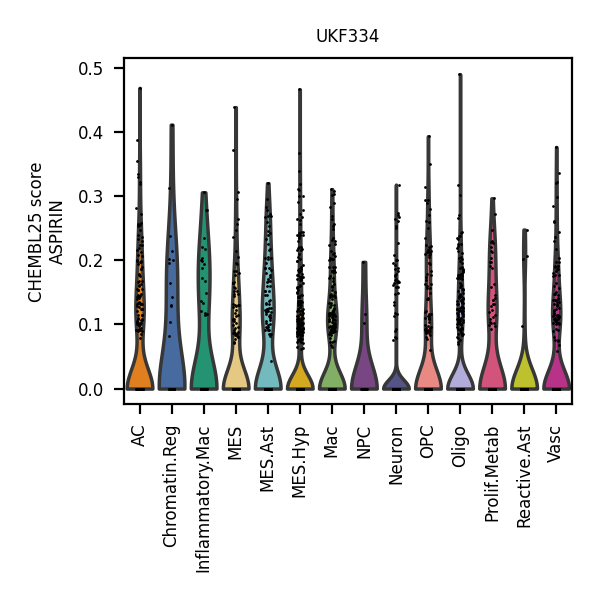 UKF334
CHEMBL25 score
ASPIRIN
0.5
0.4
0.3
0.2
0.1
0.0
AC
Chromatin.Reg
Inflammatory.Mac
MES
MES.Ast
MES.Hyp
Mac
NPC
Neuron
OPC
Oligo
Prolif.Metab
Reactive.Ast
Vasc